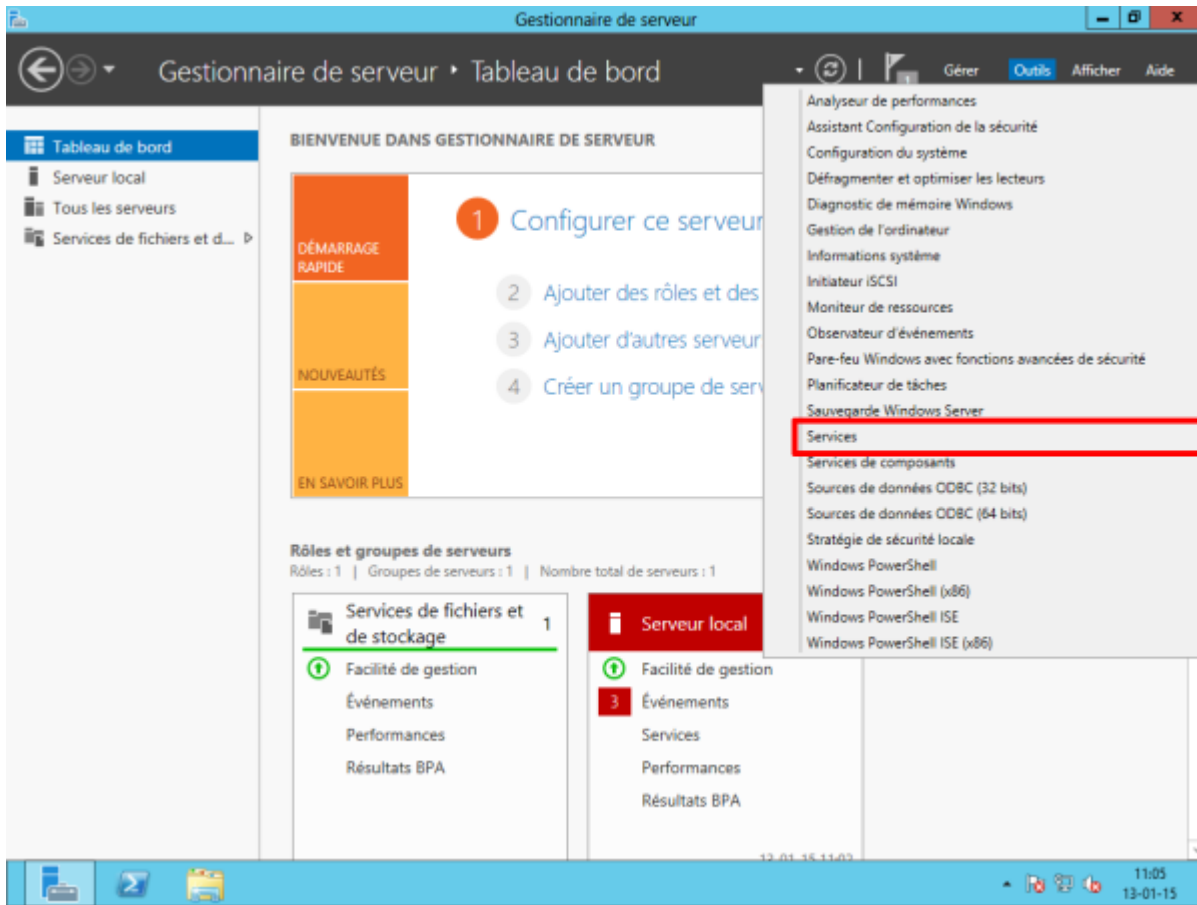 Gestionnaire de serveur
Gestionnaire de serveur • Tableau de bord
1
Gérer
Outils
Afficher
Aide
Tableau de bord
Serveur local
Tous les serveurs
Services de fichiers et d...
BIENVENUE DANS GESTIONNAIRE DE SERVEUR
DÉMARRAGE
RAPIDE
NOUVEAUTÉS
EN SAVOIR PLUS
1 Configurer ce serveur
2 Ajouter des rôles et des
3 Ajouter d'autres serveur
4 Créer un groupe de serv
Analyseur de performances
Assistant Configuration de la sécurité
Configuration du système
Défragmenter et optimiser les lecteurs
Diagnostic de mémoire Windows
Gestion de l'ordinateur
Informations système
Initiateur iSCSI
Moniteur de ressources
Observateur d'événements
Pare-feu Windows avec fonctions avancées de sécurité
Planificateur de tâches
Sauvegarde Windows Server
Services
Services de composants
Sources de données ODBC (32 bits)
Sources de données ODBC (64 bits)
Stratégie de sécurité locale
Windows PowerShell
Windows PowerShell (x86)
Windows PowerShell ISE
Windows PowerShell ISE (x86)
Rôles et groupes de serveurs
Rôles : 1 | Groupes de serveurs : 1 | Nombre total de serveurs : 1
Services de fichiers et
de stockage
1
Facilité de gestion
Événements
Performances
Résultats BPA
Serveur local
Facilité de gestion
3 Événements
Services
Performances
Résultats BPA
13-01-15 11:02
11:05
13-01-15